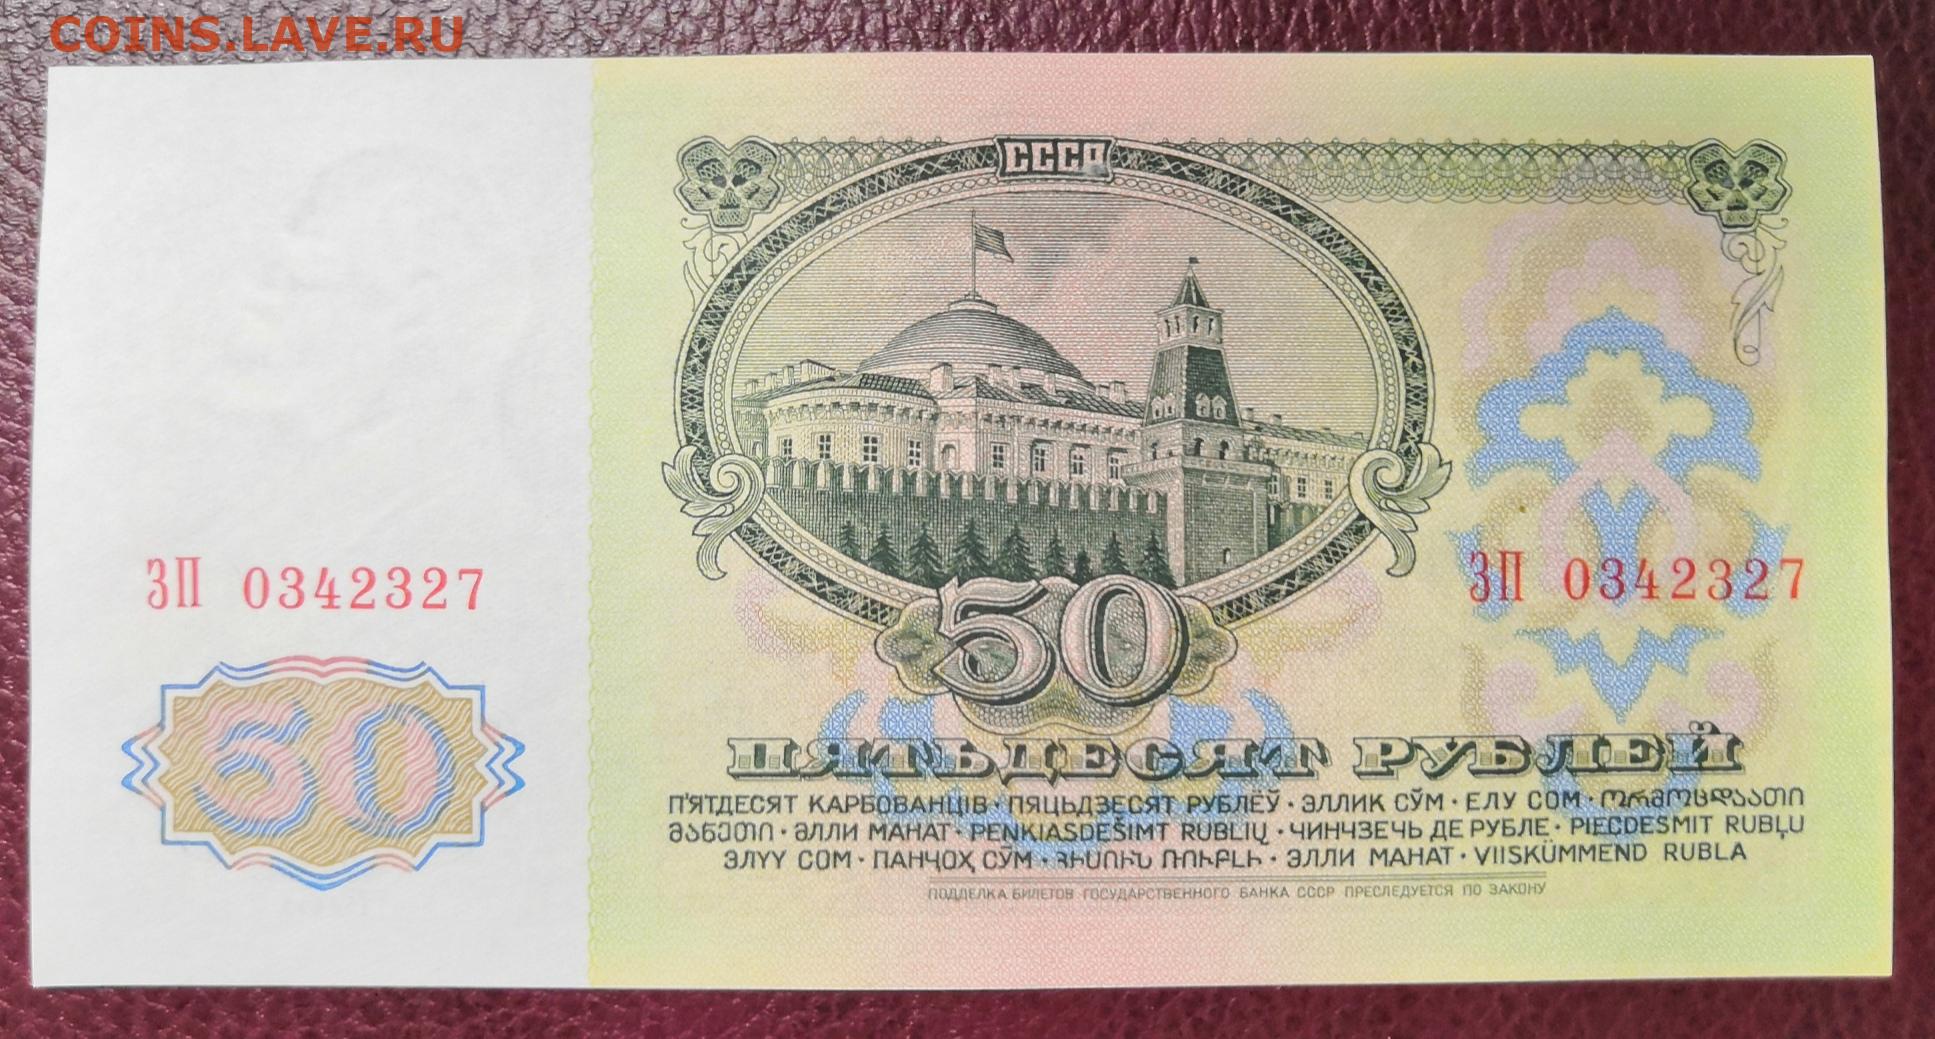 COINS.LAVE.RU
СССР
ЗП 0342327
ЗП 0342327
50
50
ПЯТЬДЕСЯТ РУБЛЕЙ
П'ЯТДЕСЯТ КАРБОВАНЦІВ · ПЯЦЬДЗЕСЯТ РУБЛЁЎ · ЭЛЛИК СЎМ · ЕЛУ СОМ · ᲝᲠᲛᲝᲪᲓᲐᲐᲗᲘ
ᲛᲐᲜᲔᲗᲘ · ӘЛЛИ МАНАТ · PENKIASDEŠIMT RUBLIŲ · ЧИНЧЗЕЧЬ ДЕ РУБЛЕ · PIECDESMIT RUBĻU
ЭЛҮҮ СОМ · ПАНҶОҲ СӮМ · ՀԻՍՈՒՆ ՌՈՒԲԼԻ · ЭЛЛИ МАНАТ · VIISKÜMMEND RUBLA
ПОДДЕЛКА БИЛЕТОВ ГОСУДАРСТВЕННОГО БАНКА СССР ПРЕСЛЕДУЕТСЯ ПО ЗАКОНУ